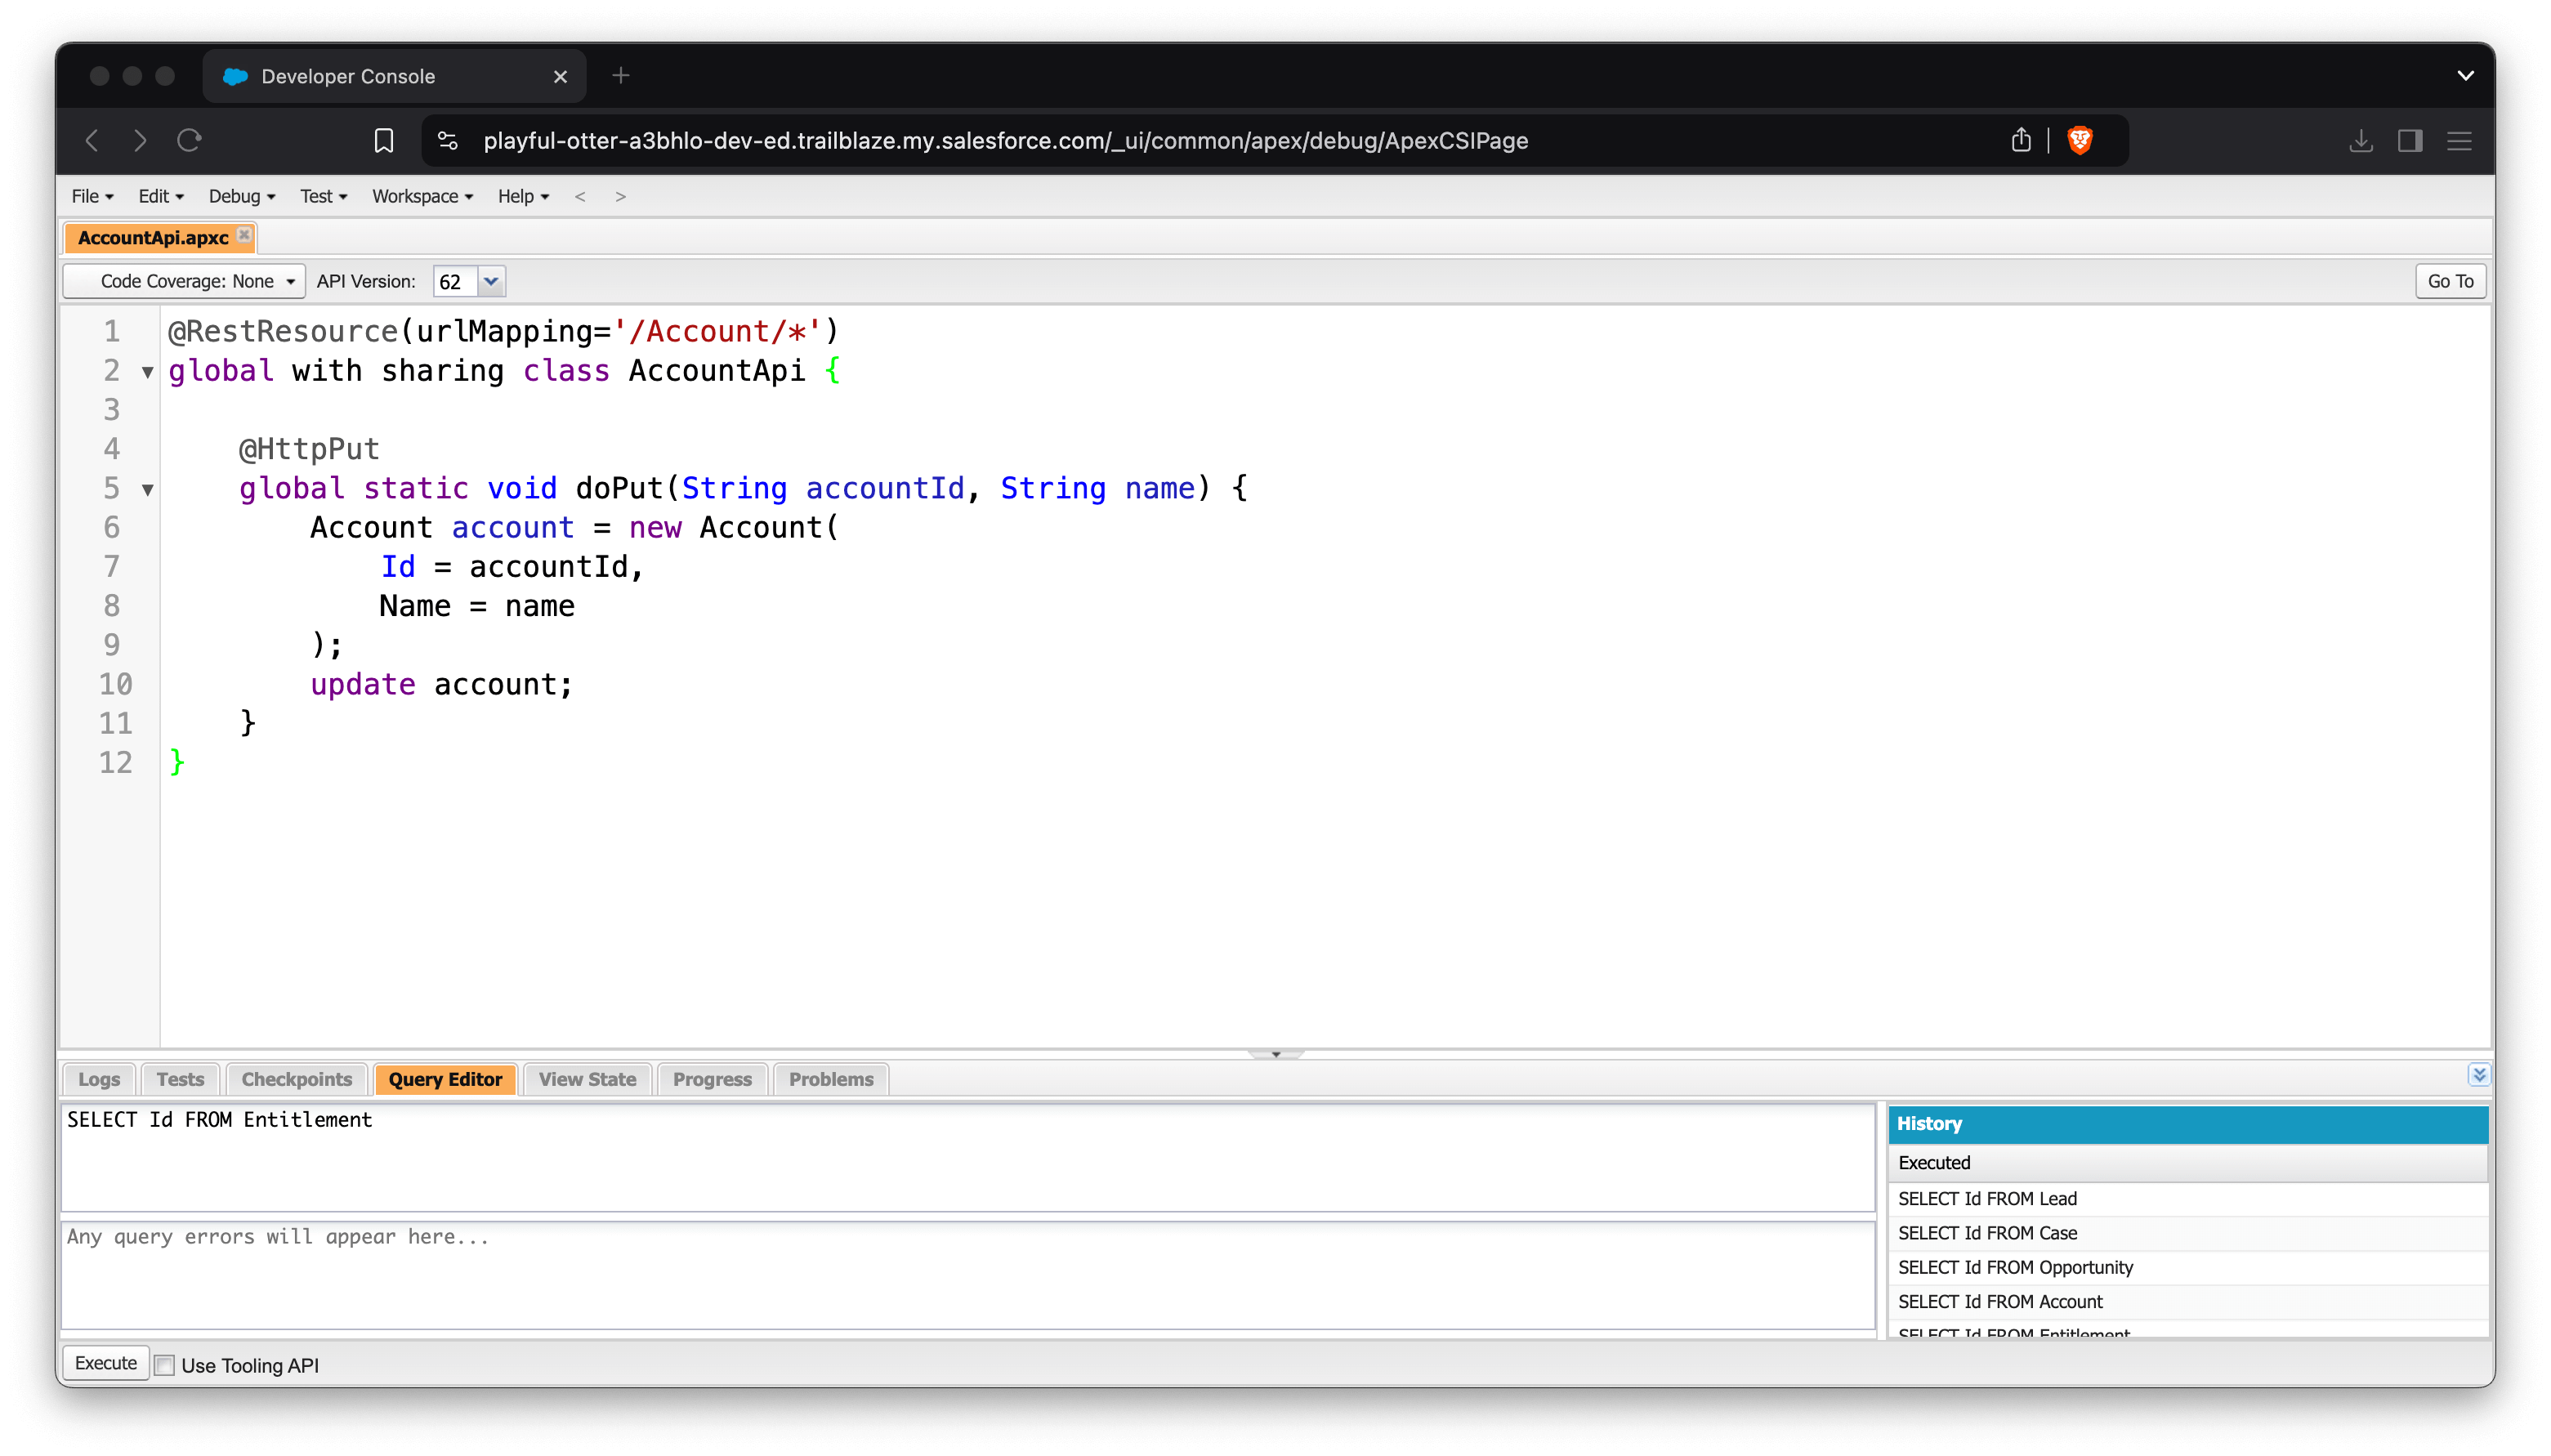 Developer Console
playful-otter-a3bhlo-dev-ed.trailblaze.my.salesforce.com/_ui/common/apex/debug/ApexCSIPage
File Edit Debug Test Workspace Help < >
AccountApi.apxc
Code Coverage: None API Version: 62 Go To
1 @RestResource(urlMapping='/Account/*')
2 global with sharing class AccountApi {
3
4 @HttpPut
5 global static void doPut(String accountId, String name) {
6 Account account = new Account(
7 Id = accountId,
8 Name = name
9 );
10 update account;
11 }
12 }
Logs Tests Checkpoints Query Editor View State Progress Problems
SELECT Id FROM Entitlement
Any query errors will appear here...
History
Executed
SELECT Id FROM Lead
SELECT Id FROM Case
SELECT Id FROM Opportunity
SELECT Id FROM Account
SELECT Id FROM Entitlement
Execute Use Tooling API